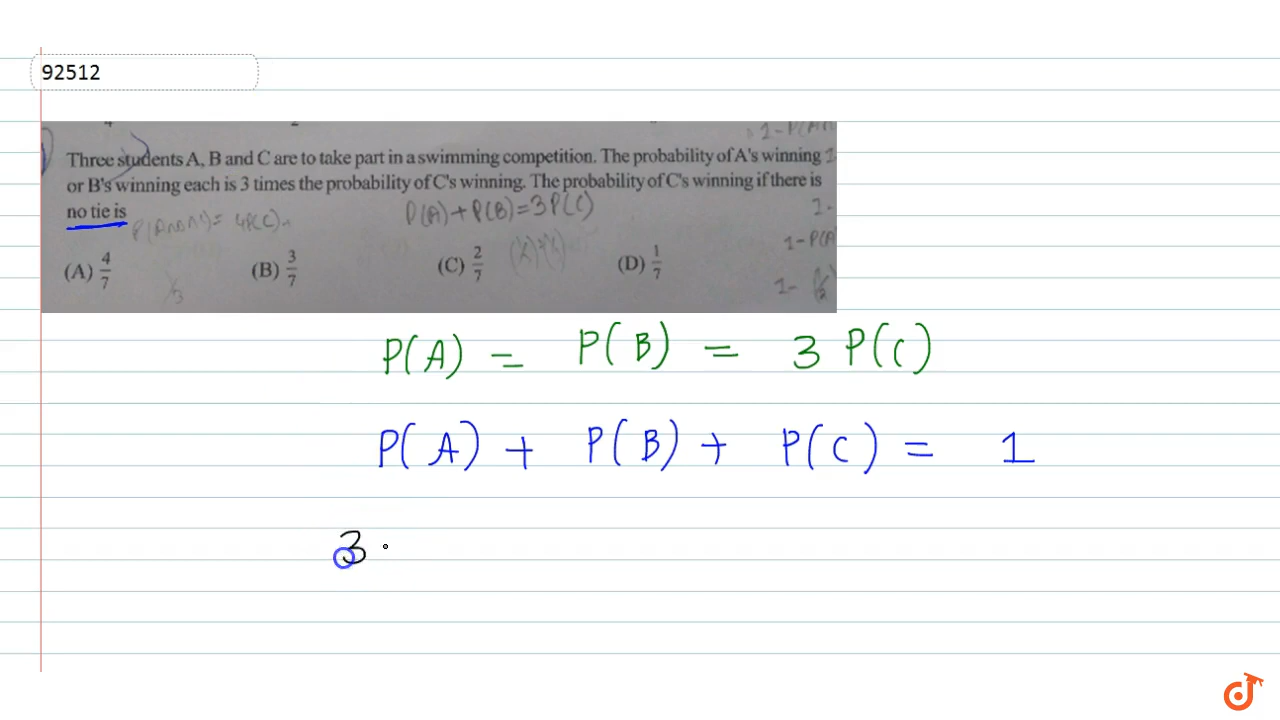 92512
Three students A, B and C are to take part in a swimming competition. The probability of A's winning
or B's winning each is 3 times the probability of C's winning. The probability of C's winning if there is
no tie is
P(A)+P(B)=3P(C)
(A) 4/7 (B) 3/7 (C) 2/7 (D) 1/7
P(A) = P(B) = 3 P(C)
P(A) + P(B) + P(C) = 1
3